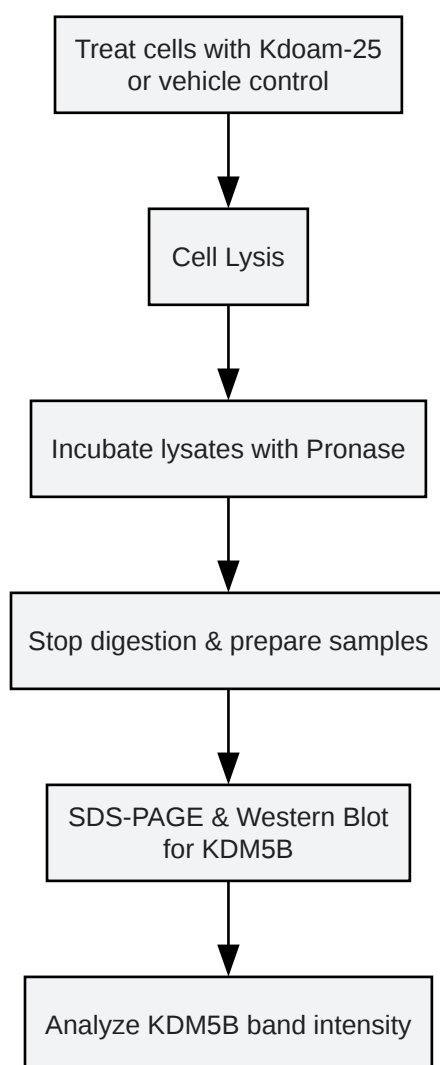 Treat cells with Kdoam-25
or vehicle control
Cell Lysis
Incubate lysates with Pronase
Stop digestion & prepare samples
SDS-PAGE & Western Blot
for KDM5B
Analyze KDM5B band intensity